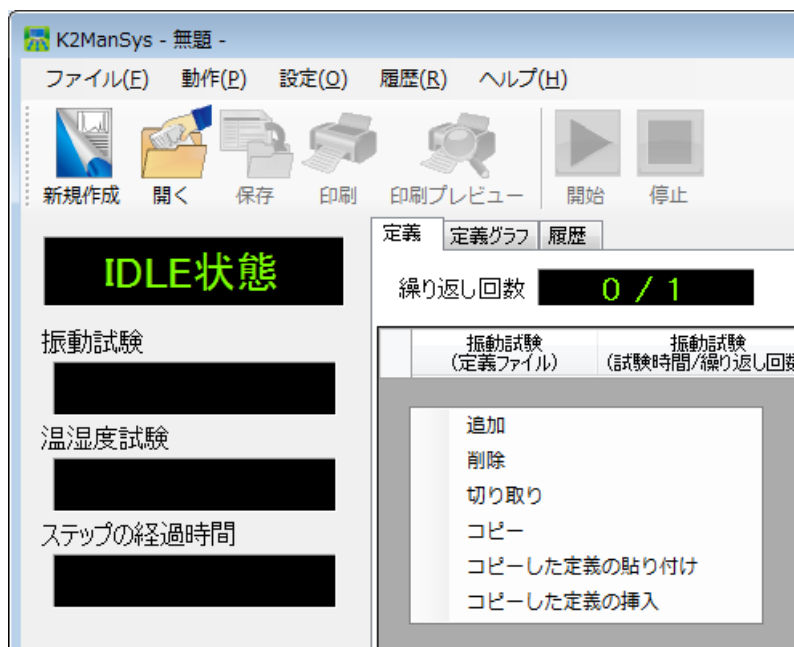 K2ManSys - 無題 -
ファイル(F) 動作(P) 設定(O) 履歴(R) ヘルプ(H)
新規作成 開く 保存 印刷 印刷プレビュー 開始 停止
IDLE状態
振動試験
温湿度試験
ステップの経過時間
定義 定義グラフ 履歴
繰り返し回数 0 / 1
振動試験
(定義ファイル)
振動試験
(試験時間/繰り返し回数
追加
削除
切り取り
コピー
コピーした定義の貼り付け
コピーした定義の挿入